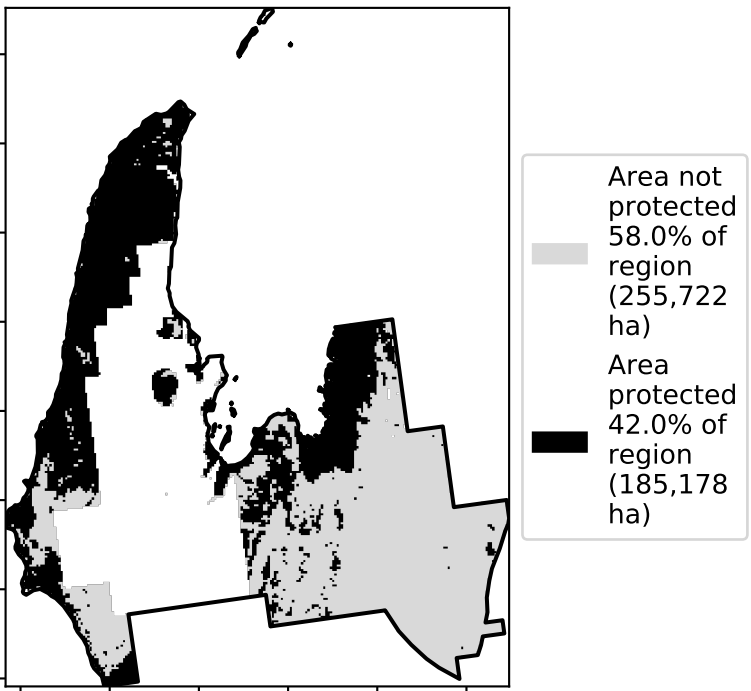 Area not
protected
58.0% of
region
(255,722
ha)
Area
protected
42.0% of
region
(185,178
ha)